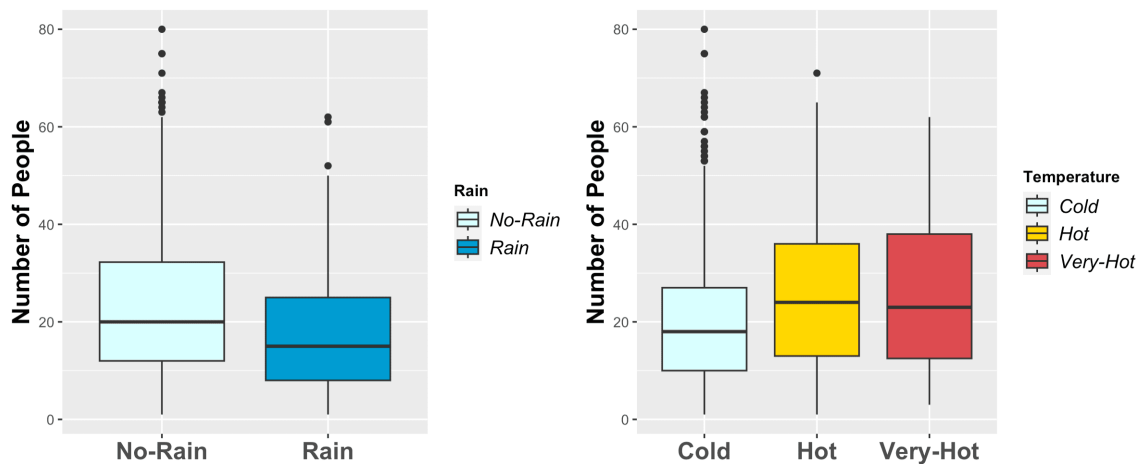 Number of People
80
60
40
20
0
No-Rain
Rain
Rain
No-Rain
Rain
Number of People
80
60
40
20
0
Cold
Hot
Very-Hot
Temperature
Cold
Hot
Very-Hot